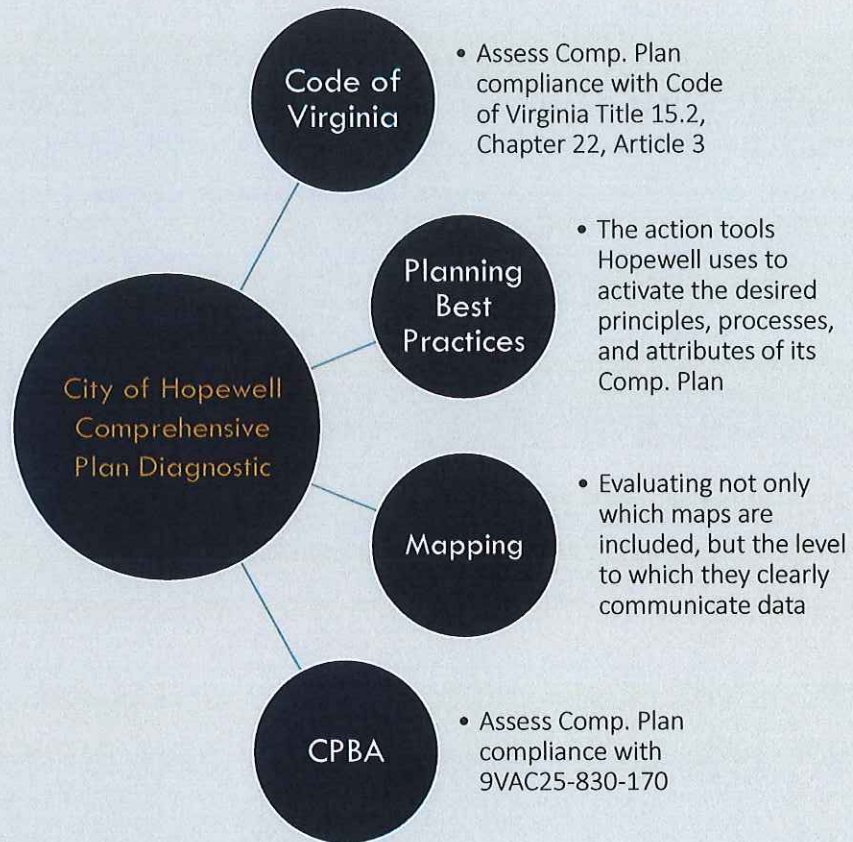 Code of
Virginia
• Assess Comp. Plan
compliance with Code
of Virginia Title 15.2,
Chapter 22, Article 3
Planning
Best
Practices
• The action tools
Hopewell uses to
activate the desired
principles, processes,
and attributes of its
Comp. Plan
City of Hopewell
Comprehensive
Plan Diagnostic
Mapping
• Evaluating not only
which maps are
included, but the level
to which they clearly
communicate data
CPBA
• Assess Comp. Plan
compliance with
9VAC25-830-170